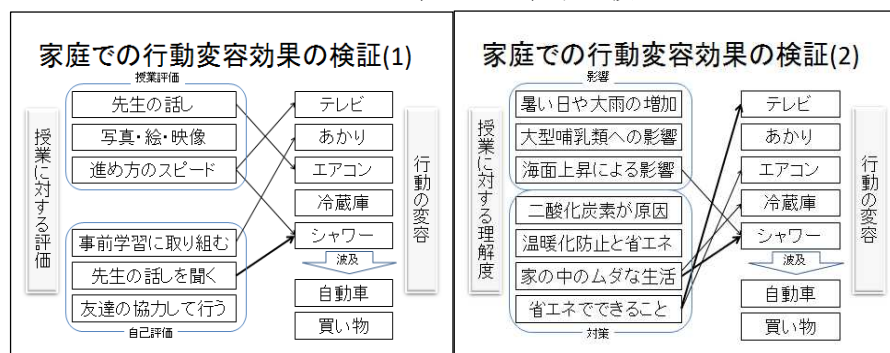 家庭での行動変容効果の検証(1)
授業評価
授業に対する評価
先生の話し
写真・絵・映像
進め方のスピード
事前学習に取り組む
先生の話しを聞く
友達の協力して行う
自己評価
テレビ
あかり
エアコン
冷蔵庫
シャワー
波及
自動車
買い物
行動の変容
家庭での行動変容効果の検証(2)
影響
授業に対する理解度
暑い日や大雨の増加
大型哺乳類への影響
海面上昇による影響
二酸化炭素が原因
温暖化防止と省エネ
家の中のムダな生活
省エネでできること
対策
テレビ
あかり
エアコン
冷蔵庫
シャワー
波及
自動車
買い物
行動の変容